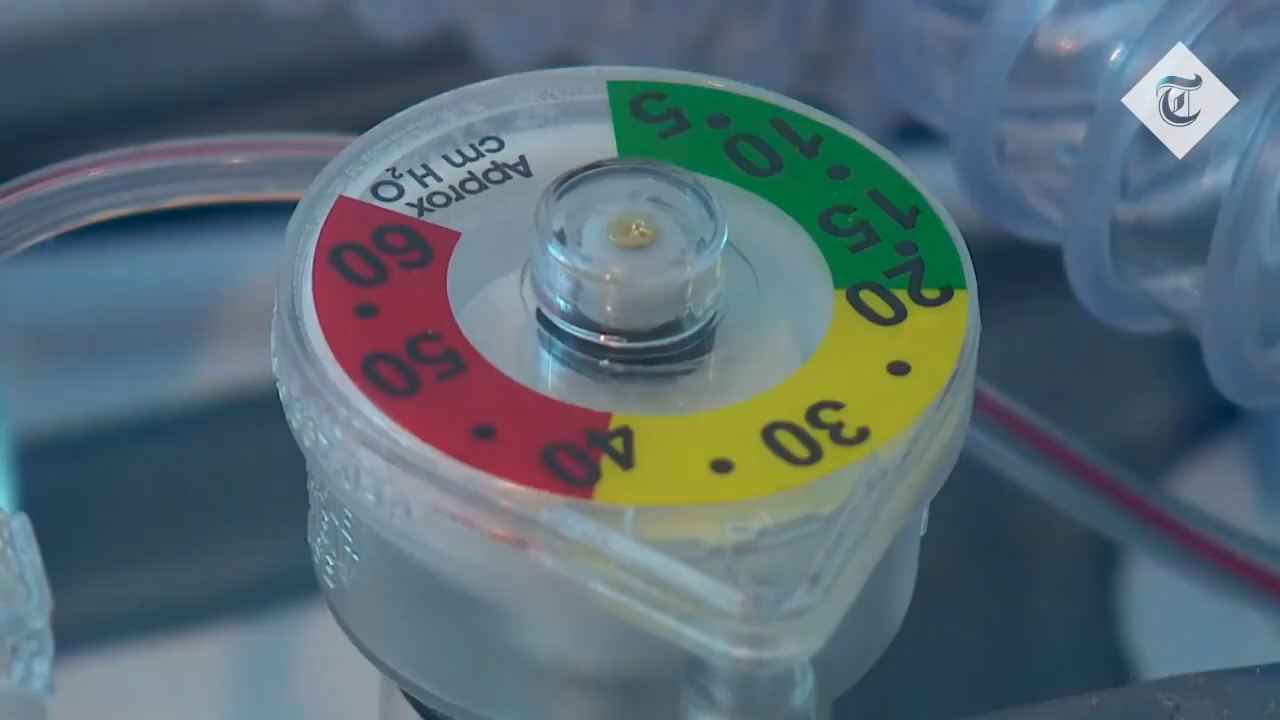 Approx
cm H₂O
5 • 10 • 15 • 20 • 30 • 40 • 50 • 60
T